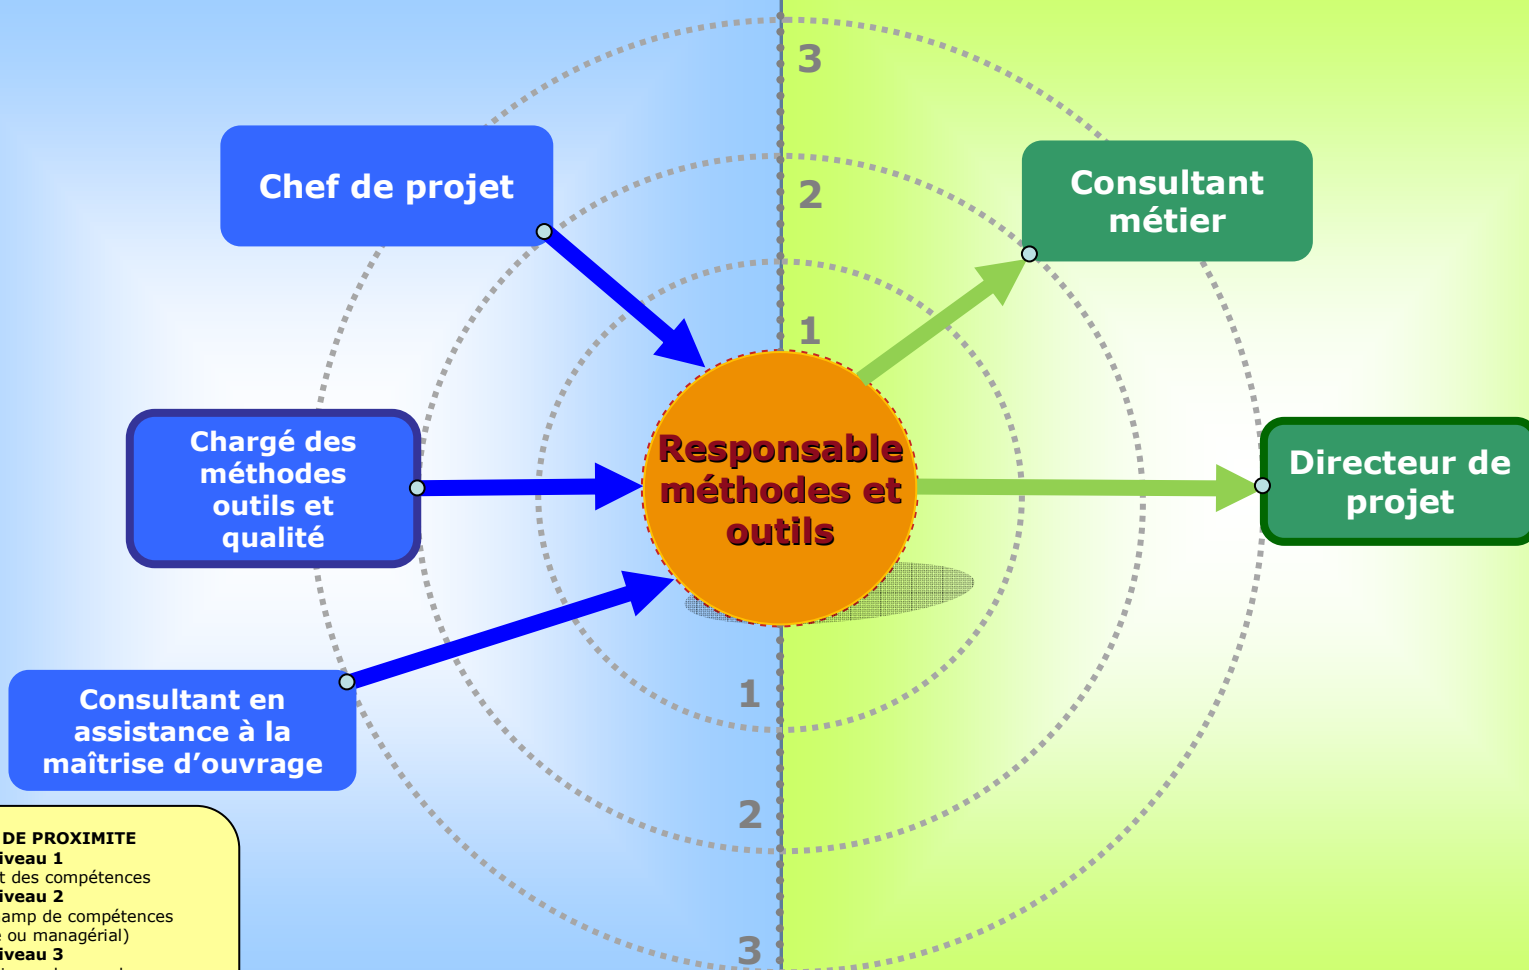 3
2
1
Chef de projet
Consultant
métier
Chargé des
méthodes
outils et
qualité
Responsable
méthodes et
outils
Directeur de
projet
Consultant en
assistance à la
maîtrise d'ouvrage
1
2
3
DE PROXIMITE
iveau 1
t des compétences
iveau 2
amp de compétences
ou managérial)
iveau 3